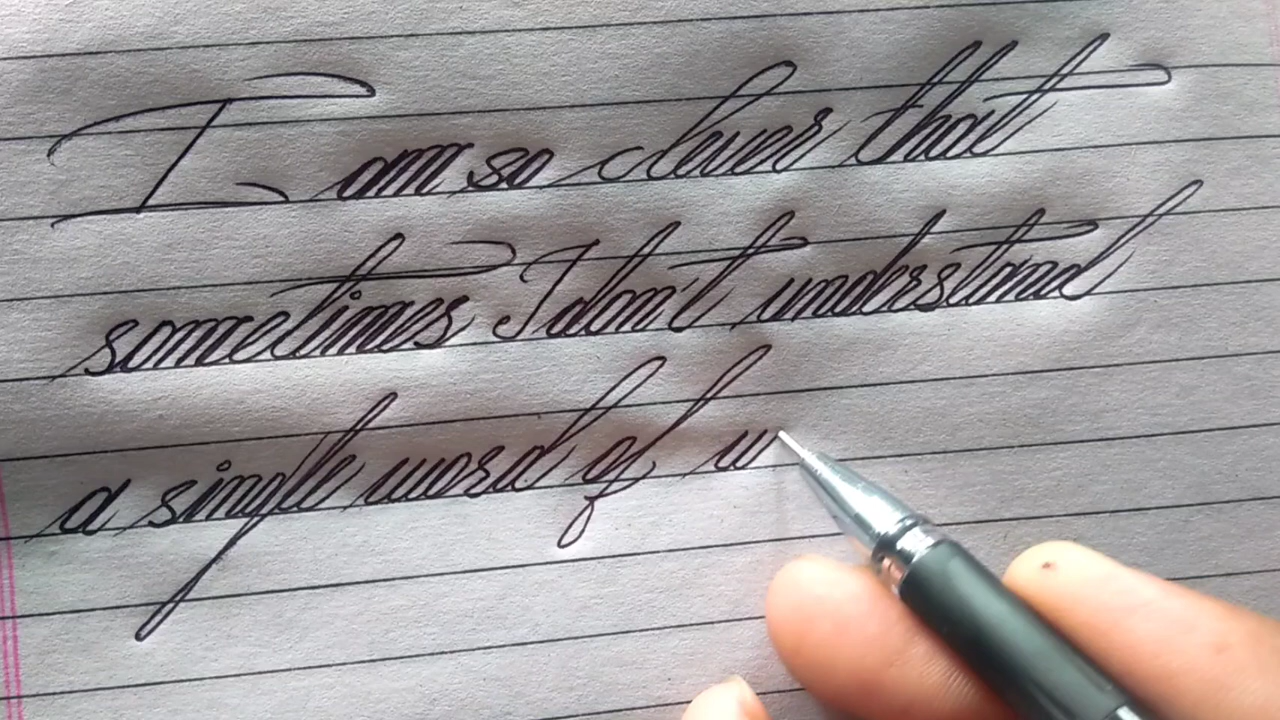 I am so clever that
sometimes I don't understand
a single word of w